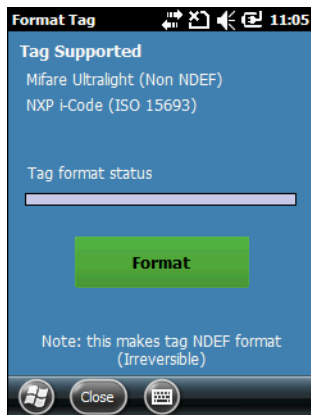 Format Tag 11:05
Tag Supported
Mifare Ultralight (Non NDEF)
NXP i-Code (ISO 15693)
Tag format status
Format
Note: this makes tag NDEF format
(Irreversible)
Close